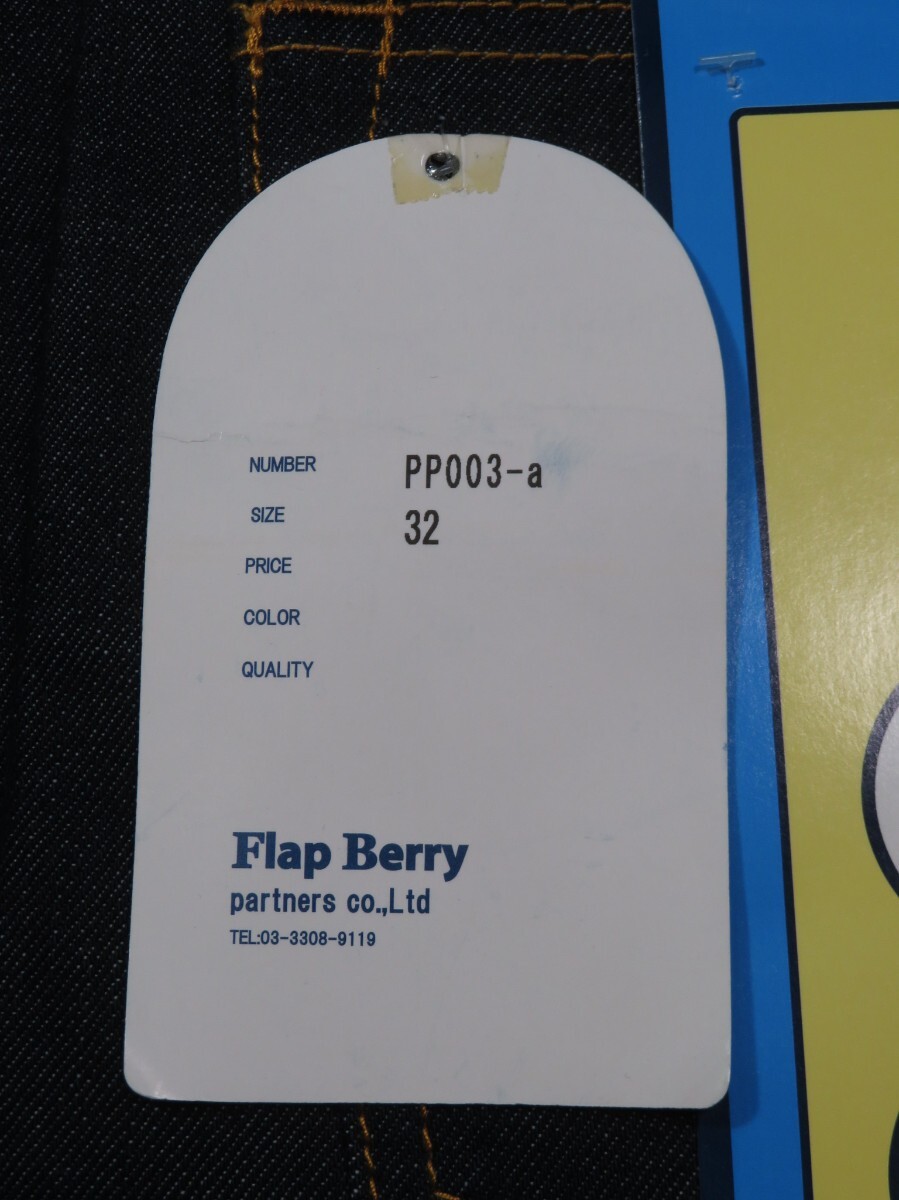 NUMBER PP003-a
SIZE 32
PRICE
COLOR
QUALITY
Flap Berry
partners co.,Ltd
TEL:03-3308-9119